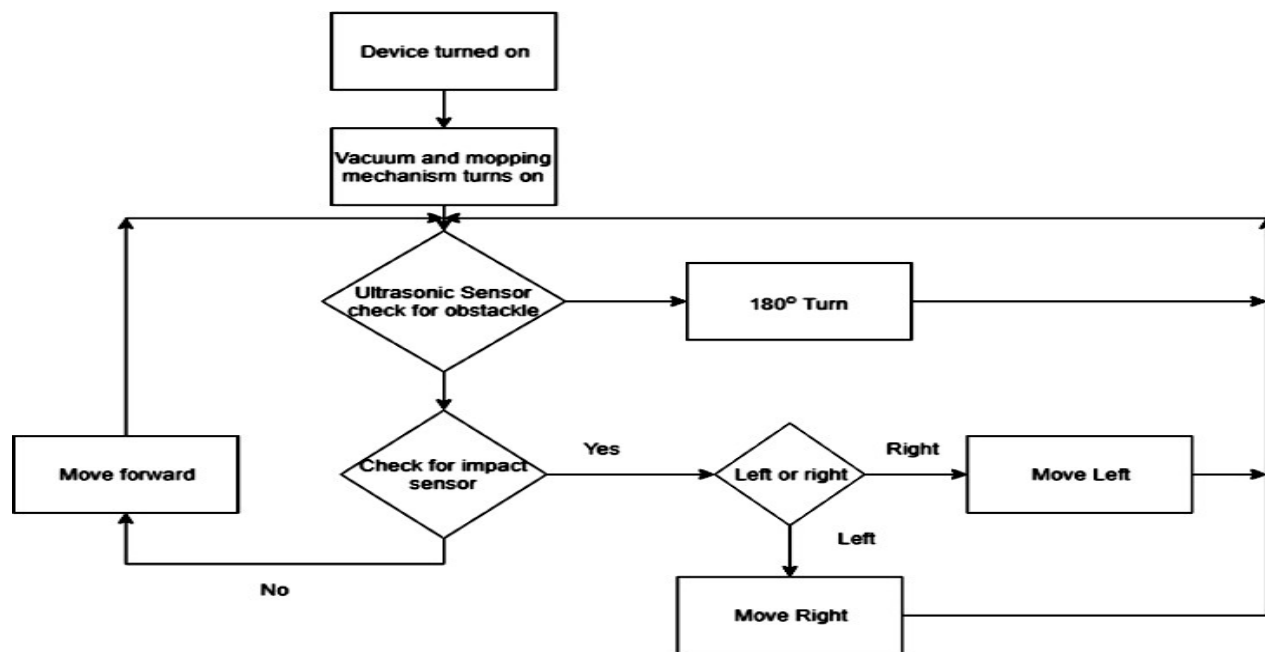 Device turned on
Vacuum and mopping
mechanism turns on
Ultrasonic Sensor
check for obstackle
180° Turn
Move forward
Check for impact
sensor
Yes
Left or right
Right
Move Left
Left
No
Move Right